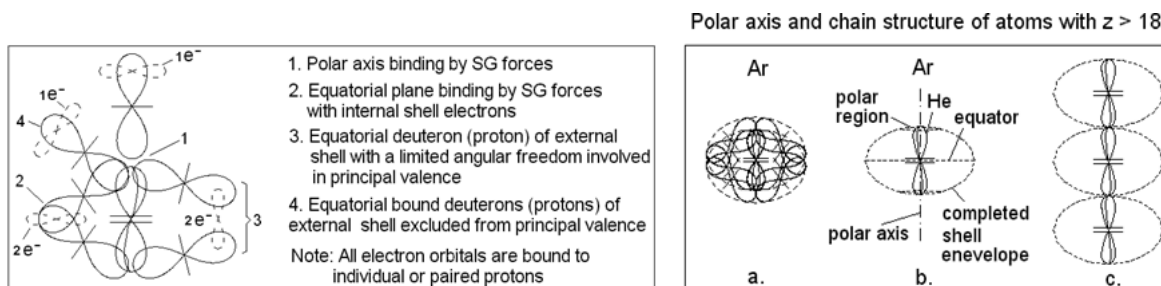 Polar axis and chain structure of atoms with z > 18
1e⁻
1e⁻
4
1
2
3
2e⁻
2e⁻
1. Polar axis binding by SG forces
2. Equatorial plane binding by SG forces
with internal shell electrons
3. Equatorial deuteron (proton) of external
shell with a limited angular freedom involved
in principal valence
4. Equatorial bound deuterons (protons) of
external shell excluded from principal valence
Note: All electron orbitals are bound to
individual or paired protons
Ar
Ar
polar
region
He
equator
polar axis
completed
shell
enevelope
a.
b.
c.